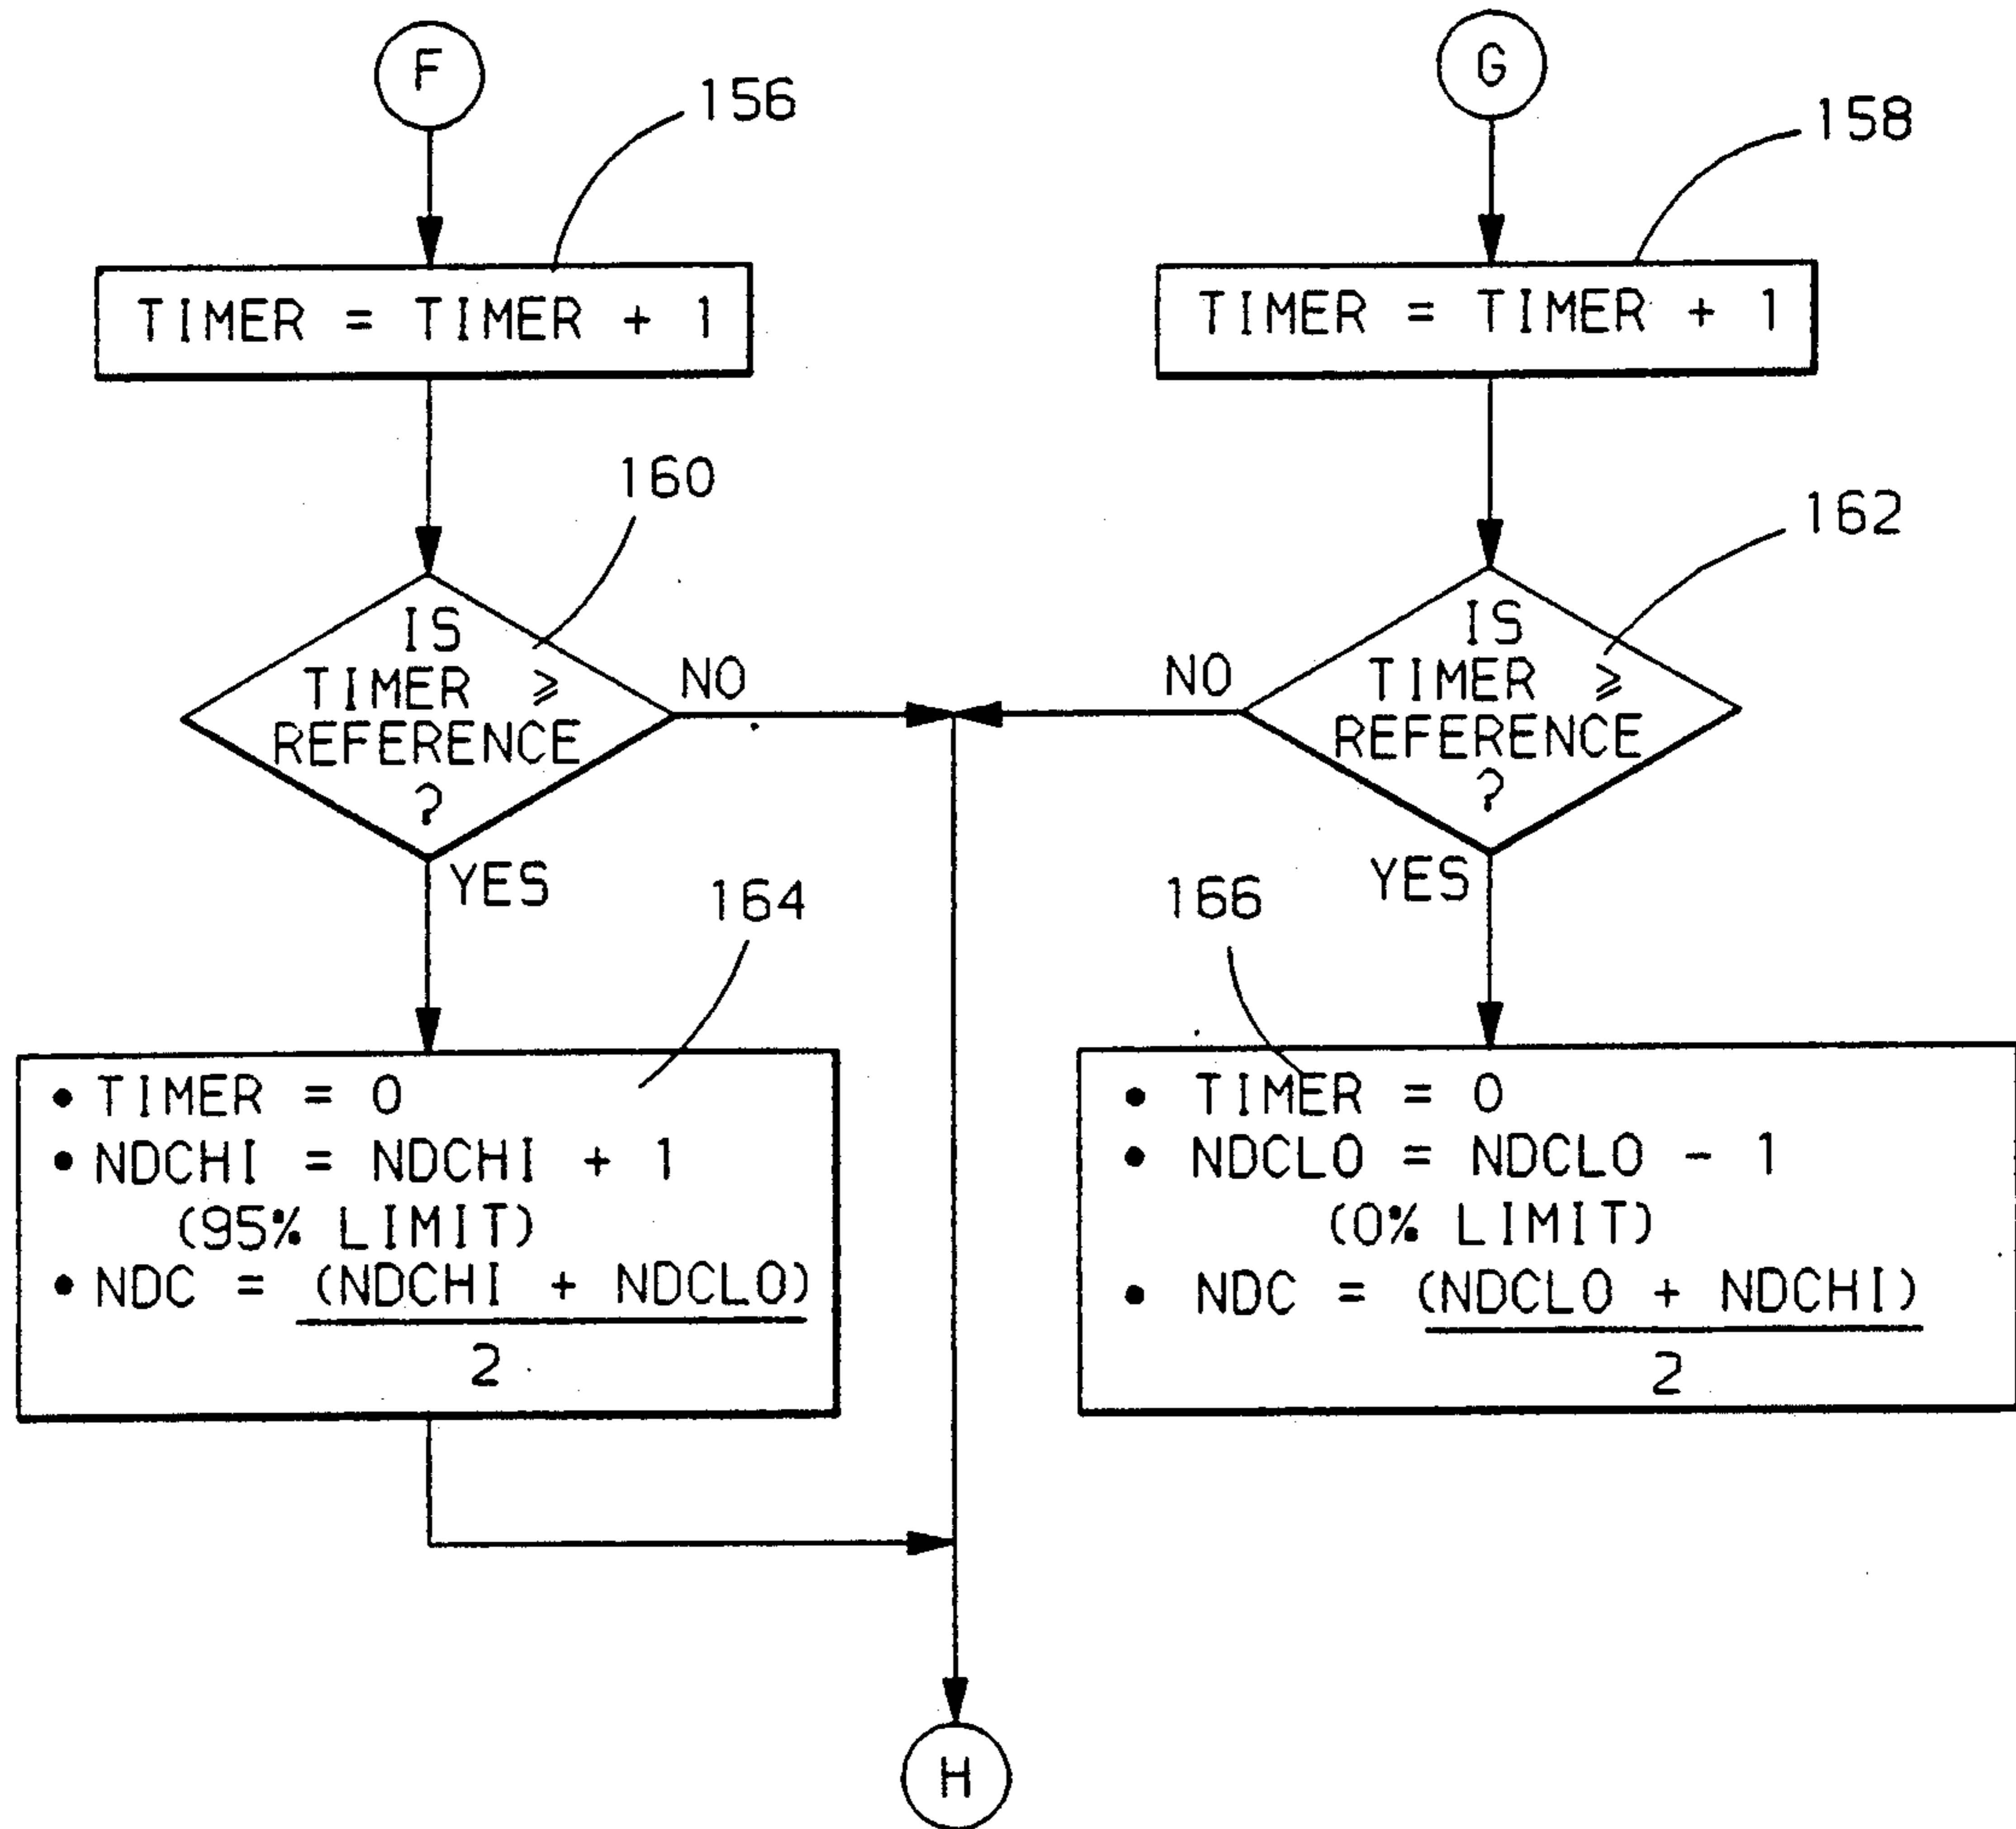 F
156
TIMER = TIMER + 1
160
IS
TIMER ≥
REFERENCE
?
NO
YES
164
• TIMER = 0
• NDCHI = NDCHI + 1
(95% LIMIT)
• NDC = (NDCHI + NDCLO)
2
G
158
TIMER = TIMER + 1
162
IS
TIMER ≥
REFERENCE
?
NO
YES
166
• TIMER = 0
• NDCLO = NDCLO - 1
(0% LIMIT)
• NDC = (NDCLO + NDCHI)
2
H